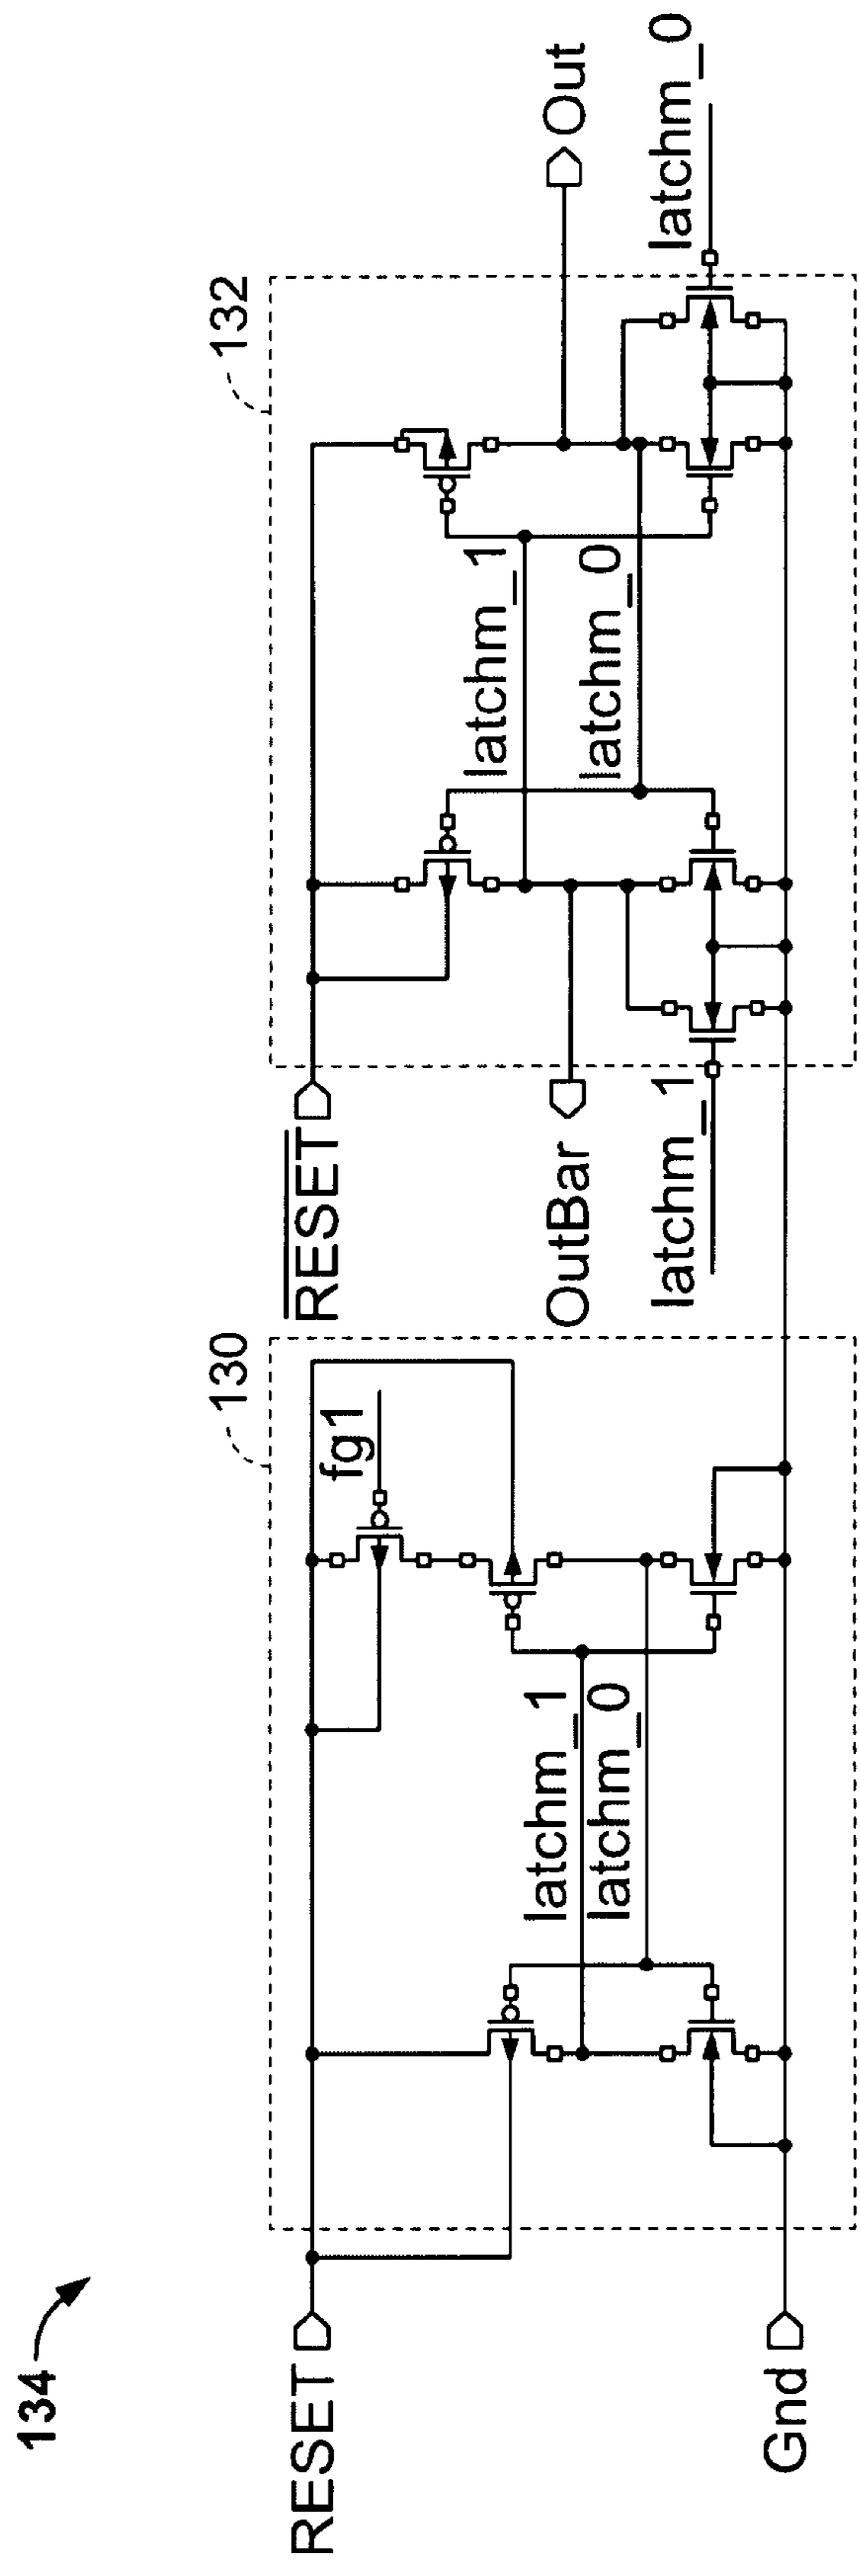 134
RESET
Gnd
130
fg1
latchm_1
latchm_0
RESET
OutBar
latchm_1
132
latchm_1
latchm_0
Out
latchm_0